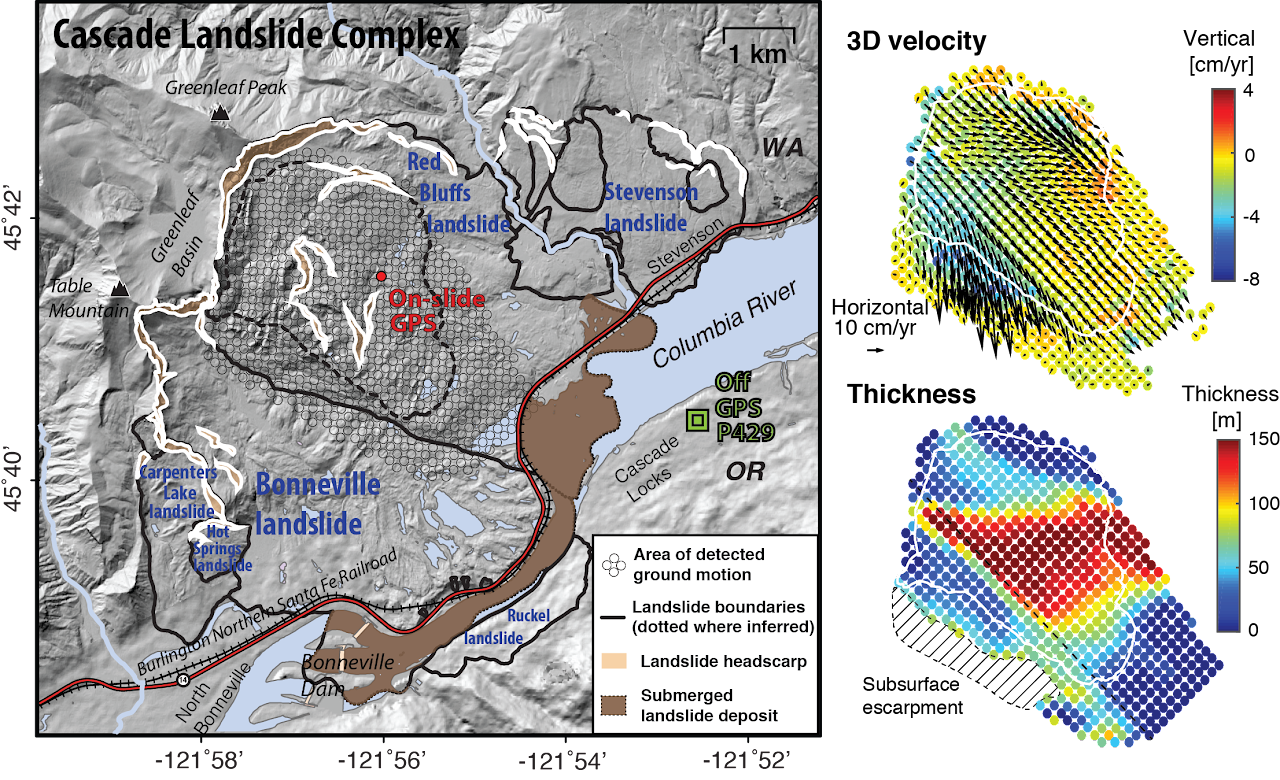 Cascade Landslide Complex
1 km
Greenleaf Peak
WA
Red
Bluffs
landslide
Stevenson
landslide
Greenleaf
Basin
Stevenson
Table
Mountain
On-slide
GPS
Columbia River
Off
GPS
P429
Cascade
Locks
OR
Carpenters
Lake
landslide
Bonneville
landslide
Hot
Springs
landslide
Burlington Northern Santa Fe Railroad
Ruckel
landslide
14
North
Bonneville
Bonneville
Dam
Area of detected
ground motion
Landslide boundaries
(dotted where inferred)
Landslide headscarp
Submerged
landslide deposit
45°42'
45°40'
-121°58'
-121°56'
-121°54'
-121°52'
3D velocity
Vertical
[cm/yr]
4
0
-4
-8
Horizontal
10 cm/yr
Thickness
Thickness
[m]
150
100
50
0
Subsurface
escarpment